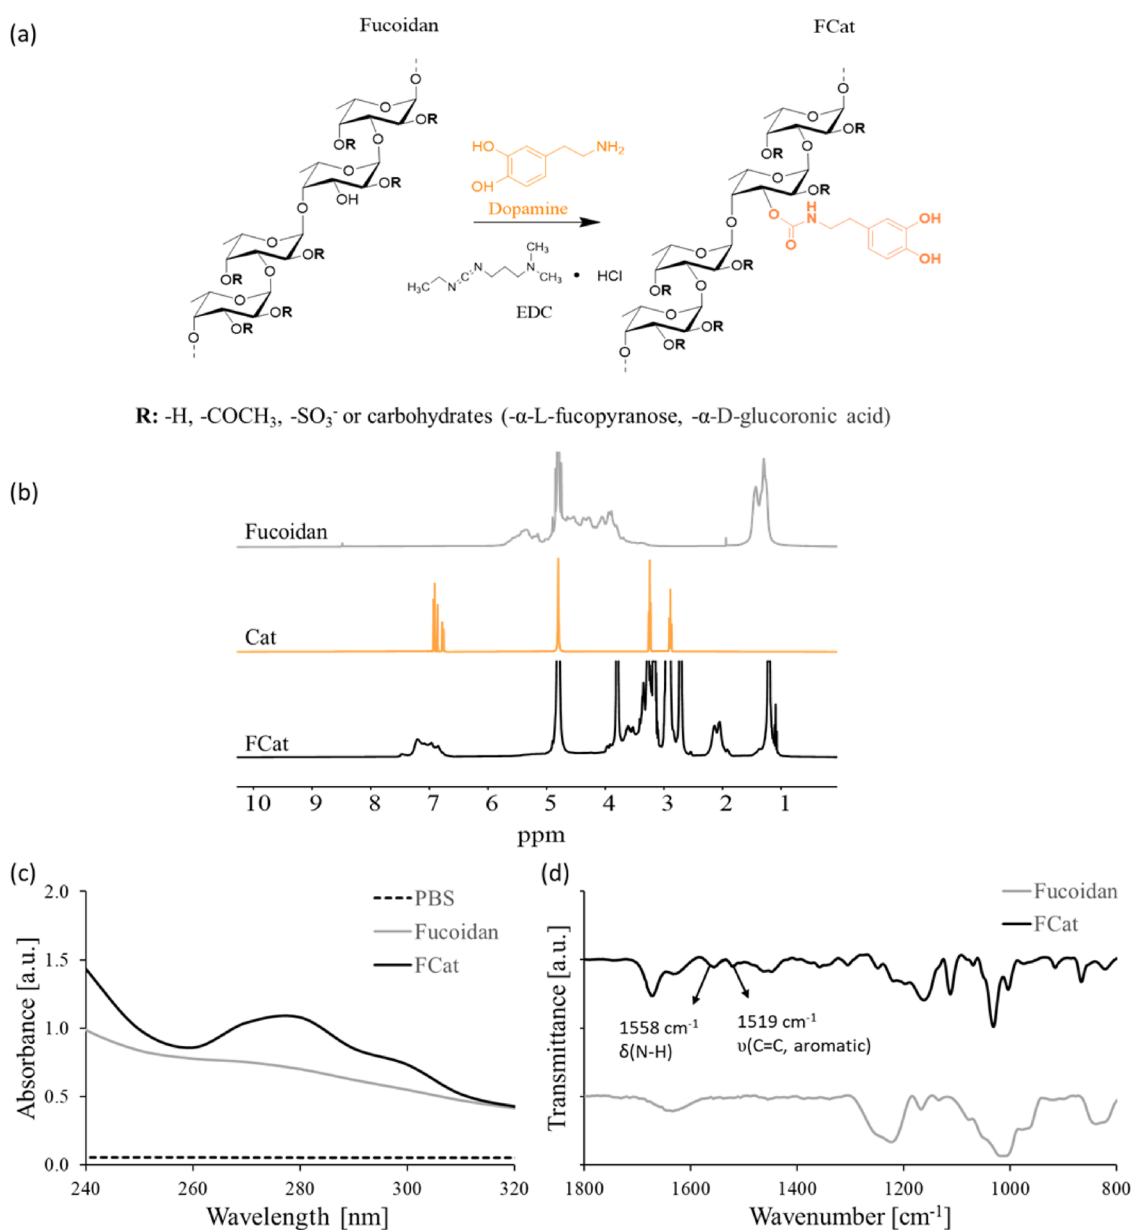 (a)
Fucoidan
FCat
O
O
O
OR
OR
O
O
OR
OH
O
O
O
OR
OR
O
O
OR
OR
O
HO
OH
NH2
Dopamine
H3C
N
C
N
N
CH3
CH3
• HCl
EDC
O
O
O
OR
OR
O
O
OR
O
H
N
O
OH
OH
O
O
O
OR
OR
O
O
OR
OR
O
R: -H, -COCH3, -SO3- or carbohydrates (-α-L-fucopyranose, -α-D-glucoronic acid)
(b)
Fucoidan
Cat
FCat
10 9 8 7 6 5 4 3 2 1
ppm
(c)
Absorbance [a.u.]
2.0
1.5
1.0
0.5
0.0
PBS
Fucoidan
FCat
240 260 280 300 320
Wavelength [nm]
(d)
Transmittance [a.u.]
Fucoidan
FCat
1558 cm-1
δ(N-H)
1519 cm-1
υ(C=C, aromatic)
1800 1600 1400 1200 1000 800
Wavenumber [cm-1]